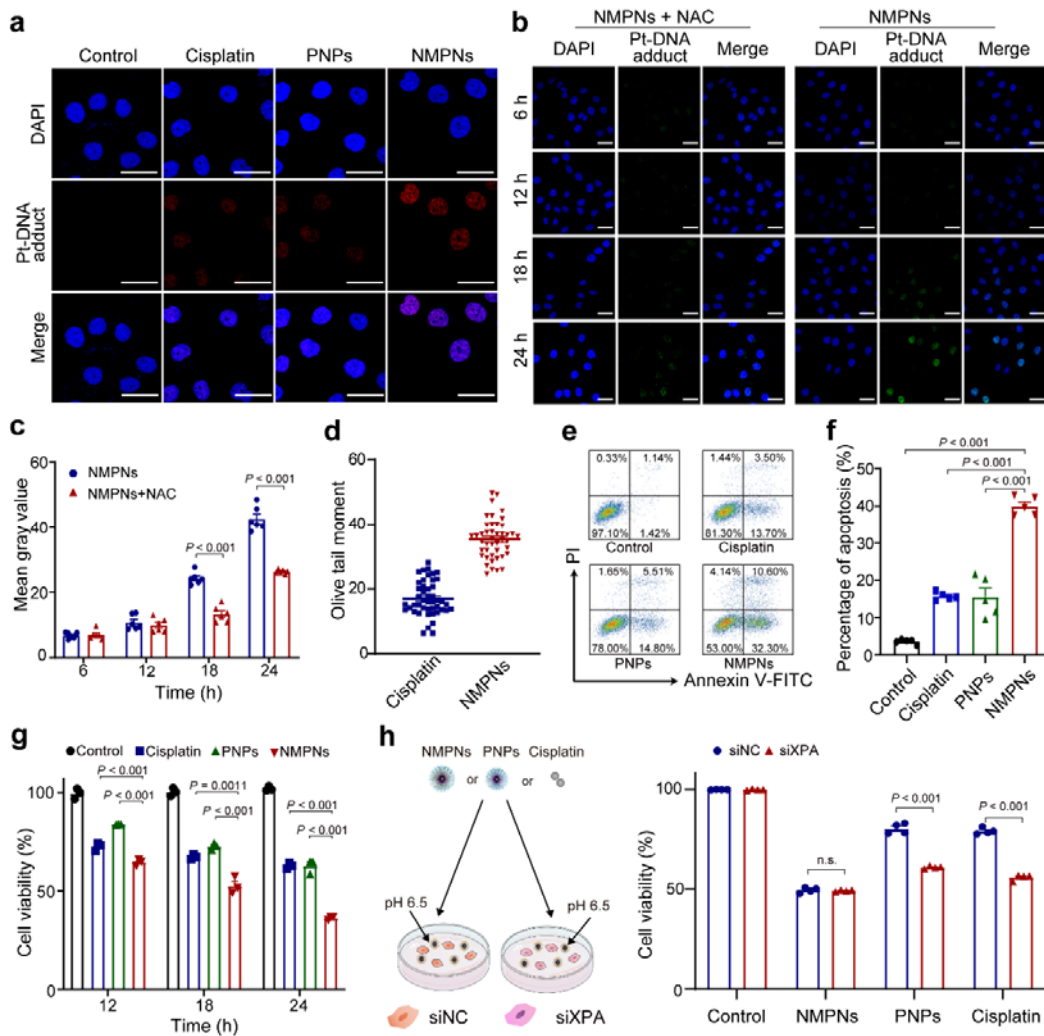 a
Control
Cisplatin
PNPs
NMPNs
DAPI
Pt-DNA
adduct
Merge
b
NMPNs + NAC
NMPNs
DAPI
Pt-DNA
adduct
Merge
DAPI
Pt-DNA
adduct
Merge
6 h
12 h
18 h
24 h
c
Mean gray value
60
40
20
0
NMPNs
NMPNs+NAC
P < 0.001
P < 0.001
6
12
18
24
Time (h)
d
Olive tail moment
60
40
20
0
Cisplatin
NMPNs
e
0.33%
1.14%
97.10%
1.42%
Control
1.44%
3.50%
81.30%
13.70%
Cisplatin
1.65%
5.51%
78.00%
14.80%
PNPs
4.14%
10.60%
53.00%
32.30%
NMPNs
PI
Annexin V-FITC
f
Percentage of apoptosis (%)
P < 0.001
P < 0.001
P < 0.001
50
40
30
20
10
0
Control
Cisplatin
PNPs
NMPNs
g
Control
Cisplatin
PNPs
NMPNs
Cell viability (%)
100
50
0
P < 0.001
P < 0.001
P = 0.0011
P < 0.001
P < 0.001
P < 0.001
12
18
24
Time (h)
h
NMPNs
PNPs
Cisplatin
or
or
pH 6.5
pH 6.5
siNC
siXPA
siNC
siXPA
Cell viability (%)
100
50
0
n.s.
P < 0.001
P < 0.001
Control
NMPNs
PNPs
Cisplatin